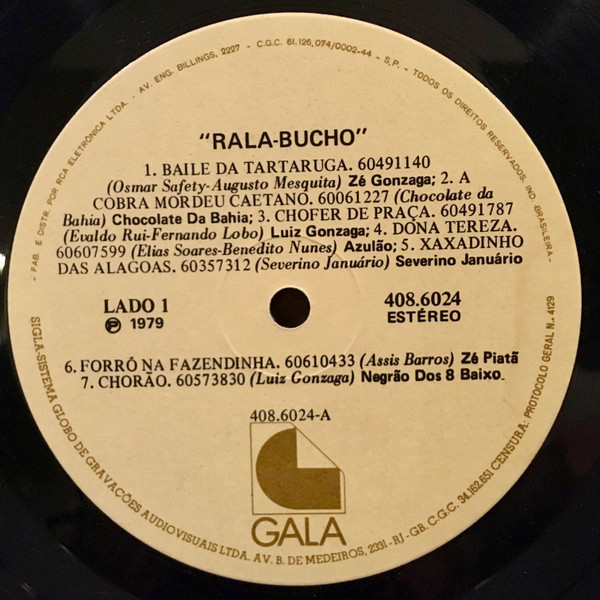 - FAB. E DISTR. POR RCA ELETRÔNICA LTDA. - AV. ENG. BILLINGS, 2227 - C.G.C. 61.126.074/0002-44 - S.P. - TODOS OS DIREITOS RESERVADOS. IND. BRASILEIRA -
"RALA-BUCHO"
1. BAILE DA TARTARUGA. 60491140
(Osmar Safety-Augusto Mesquita) Zé Gonzaga; 2. A
COBRA MORDEU CAETANO. 60061227 (Chocolate da
Bahia) Chocolate Da Bahia; 3. CHOFER DE PRAÇA. 60491787
(Evaldo Rui-Fernando Lobo) Luiz Gonzaga; 4. DONA TEREZA.
60607599 (Elias Soares-Benedito Nunes) Azulão; 5. XAXADINHO
DAS ALAGOAS. 60357312 (Severino Januário) Severino Januário
LADO 1
℗ 1979
408.6024
ESTÉREO
6. FORRÓ NA FAZENDINHA. 60610433 (Assis Barros) Zé Piatã
7. CHORÃO. 60573830 (Luiz Gonzaga) Negrão Dos 8 Baixo.
408.6024-A
GALA
SIGLA-SISTEMA GLOBO DE GRAVAÇÕES AUDIOVISUAIS LTDA. AV. B. DE MEDEIROS, 2331 - RJ - GB. C.G.C. 34.162.651 CENSURA: PROTOCOLO GERAL N.º 4129